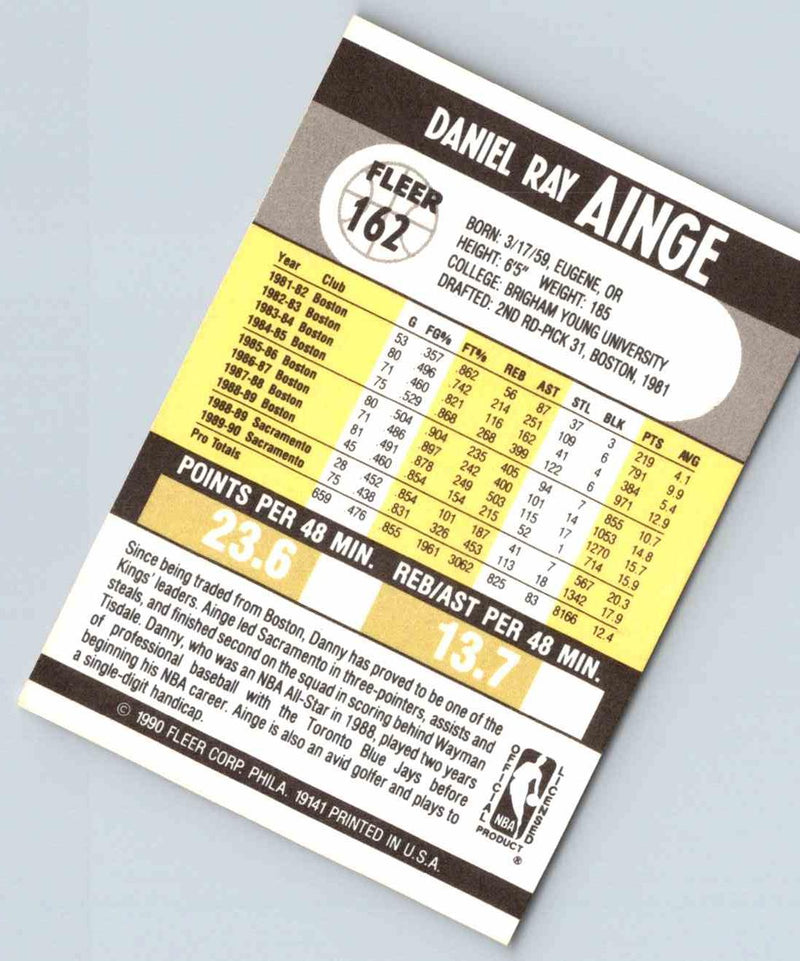 DANIEL RAY AINGE
FLEER
162
BORN: 3/17/59, EUGENE, OR
HEIGHT: 6'5" WEIGHT: 185
COLLEGE: BRIGHAM YOUNG UNIVERSITY
DRAFTED: 2ND RD-PICK 31, BOSTON, 1981
Year Club G FG% FT% REB AST STL BLK PTS AVG
1981-82 Boston 53 .357 .862 56 87 37 3 219 4.1
1982-83 Boston 80 .496 .742 214 251 109 6 791 9.9
1983-84 Boston 71 .460 .821 116 162 41 4 384 5.4
1984-85 Boston 75 .529 .868 268 399 122 6 971 12.9
1985-86 Boston 80 .504 .904 235 405 94 7 855 10.7
1986-87 Boston 71 .486 .897 242 400 101 14 1053 14.8
1987-88 Boston 81 .491 .878 249 503 115 17 1270 15.7
1988-89 Boston 45 .460 .854 154 215 52 1 714 15.9
1988-89 Sacramento 28 .452 .854 101 187 41 7 567 20.3
1989-90 Sacramento 75 .438 .831 326 453 113 18 1342 17.9
Pro Totals 659 .476 .855 1961 3062 825 83 8166 12.4
POINTS PER 48 MIN. REB/AST PER 48 MIN.
23.6 13.7
Since being traded from Boston, Danny has proved to be one of the
Kings' leaders. Ainge led Sacramento in three-pointers, assists and
steals, and finished second on the squad in scoring behind Wayman
Tisdale. Danny, who was an NBA All-Star in 1988, played two years
of professional baseball with the Toronto Blue Jays before
beginning his NBA career. Ainge is also an avid golfer and plays to
a single-digit handicap.
OFFICIAL LICENSED
NBA
PRODUCT ®
© 1990 FLEER CORP. PHILA. 19141 PRINTED IN U.S.A.